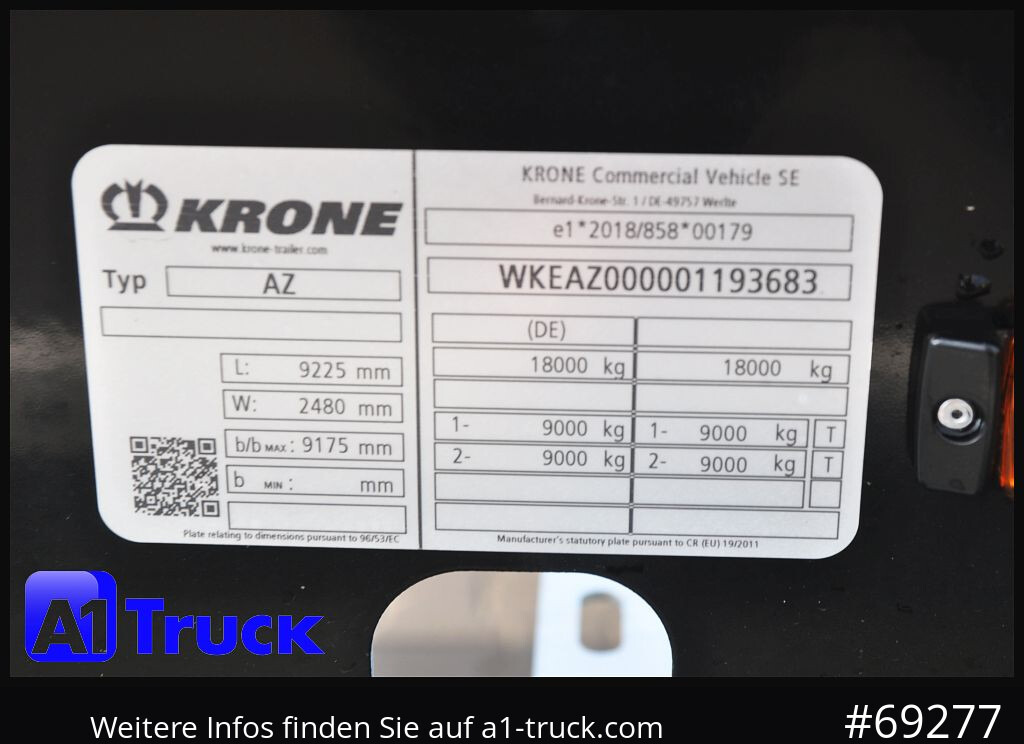 KRONE
www.krone-trailer.com
Typ AZ
L: 9225 mm
W: 2480 mm
b/b MAX : 9175 mm
b MIN : mm
Plate relating to dimensions pursuant to 96/53/EC
KRONE Commercial Vehicle SE
Bernard-Krone-Str. 1 / DE-49757 Werlte
e1*2018/858*00179
WKEAZ000001193683
(DE)
18000 kg 18000 kg
1- 9000 kg 1- 9000 kg T
2- 9000 kg 2- 9000 kg T
Manufacturer's statutory plate pursuant to CR (EU) 19/2011
A1 Truck
Weitere Infos finden Sie auf a1-truck.com
#69277